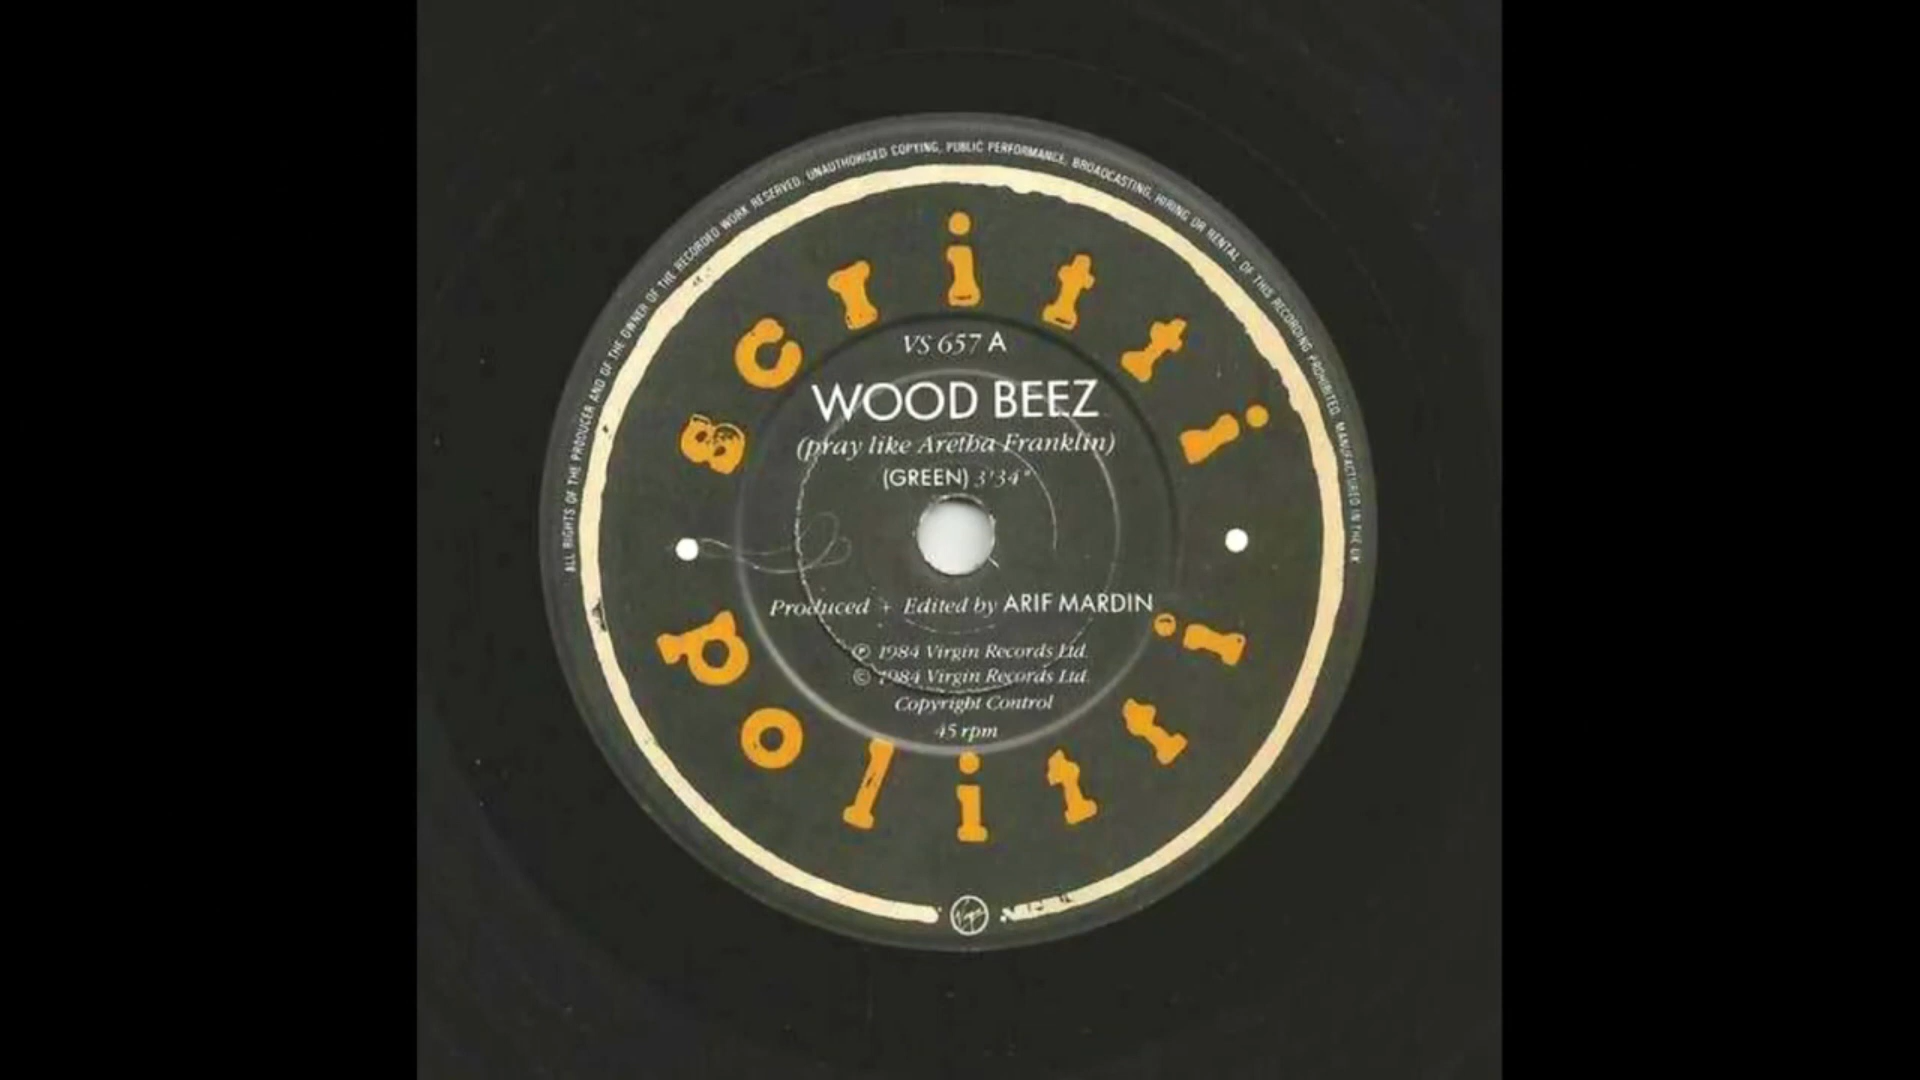 ALL RIGHTS OF THE PRODUCER AND OF THE OWNER OF THE RECORDED WORK RESERVED. UNAUTHORISED COPYING, PUBLIC PERFORMANCE, BROADCASTING, HIRING OR RENTAL OF THIS RECORDING PROHIBITED. MANUFACTURED IN THE UK
scritti
VS 657 A
WOOD BEEZ
(pray like Aretha Franklin)
(GREEN) 3'34"
Produced + Edited by ARIF MARDIN
℗ 1984 Virgin Records Ltd.
© 1984 Virgin Records Ltd.
Copyright Control
45 rpm
politti
Virgin